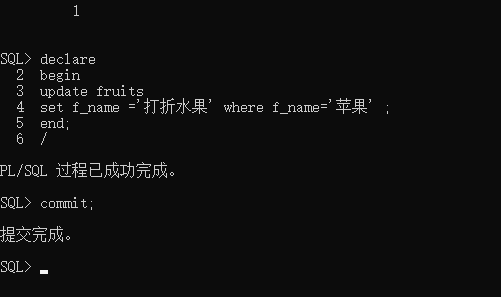 1
SQL> declare
2 begin
3 update fruits
4 set f_name ='打折水果' where f_name='苹果' ;
5 end;
6 /
PL/SQL 过程已成功完成。
SQL> commit;
提交完成。
SQL>